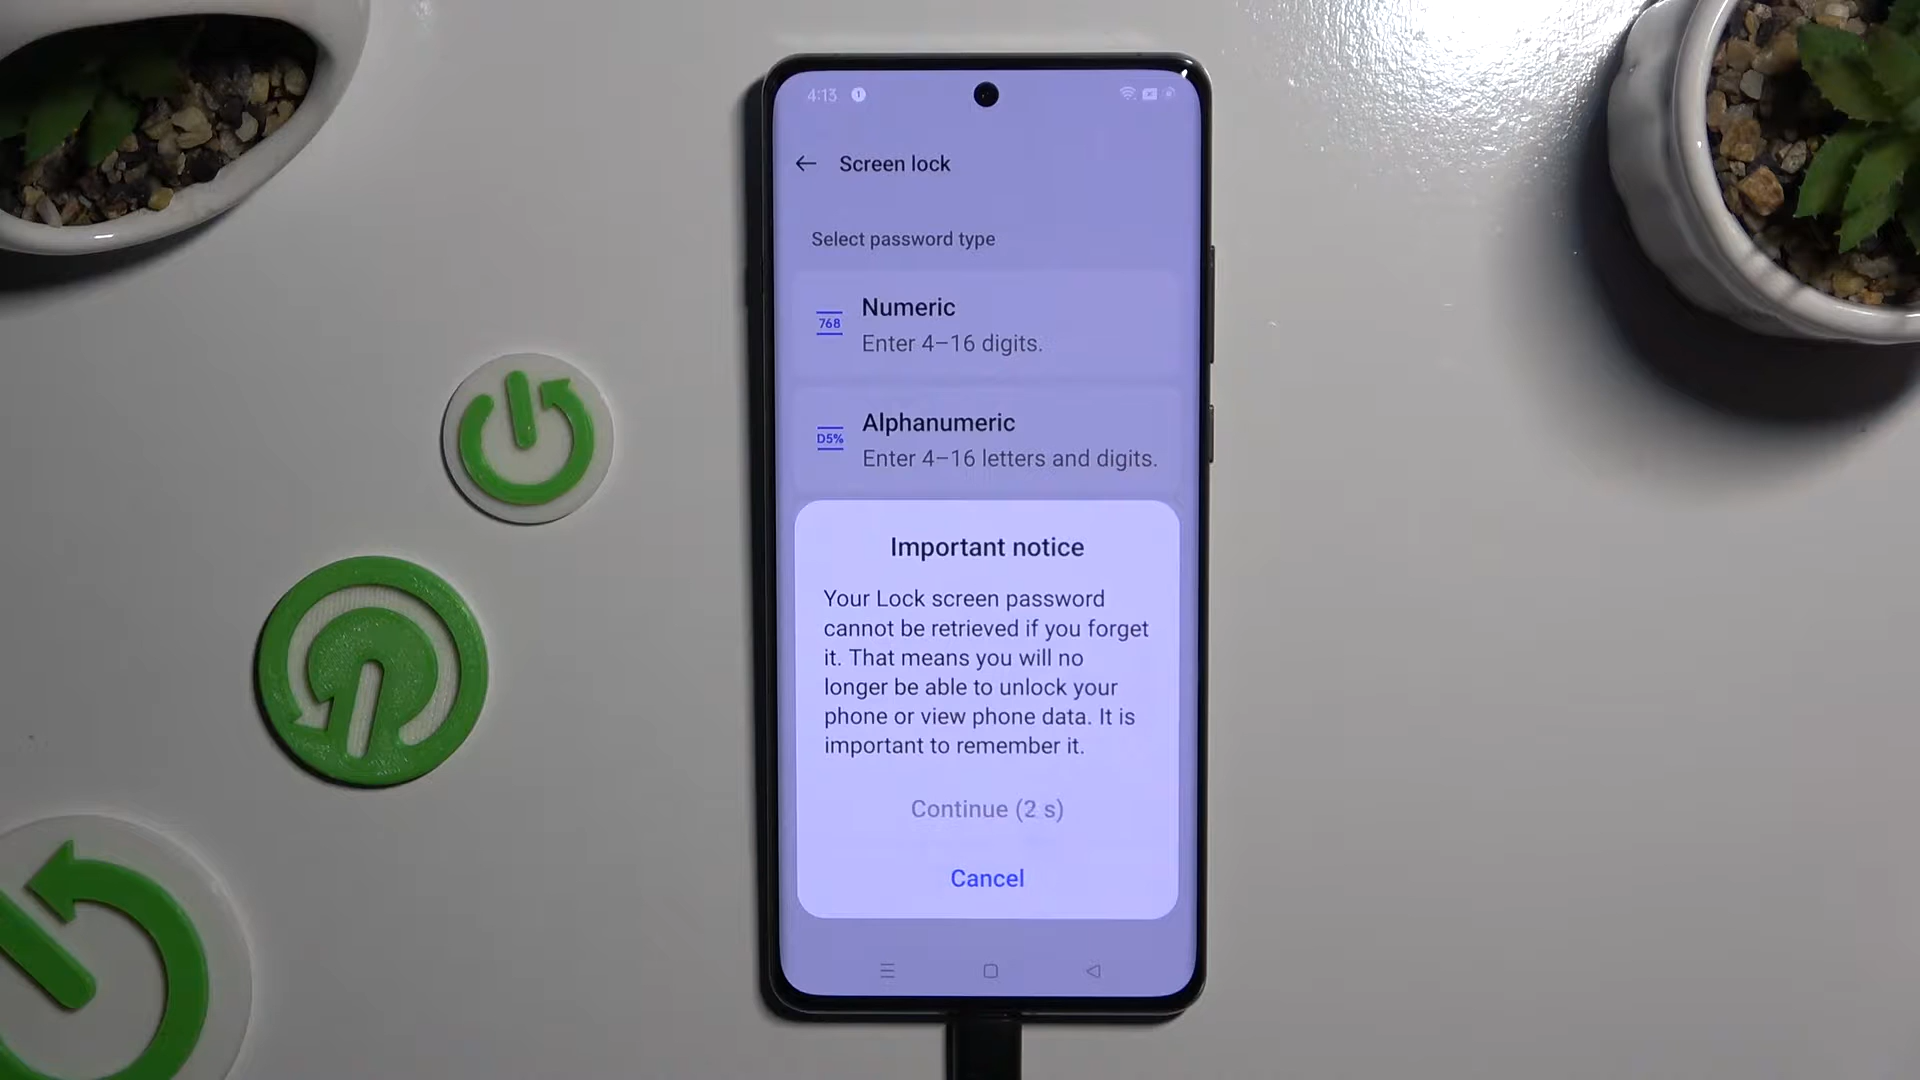 4:13
Screen lock
Select password type
768
Numeric
Enter 4–16 digits.
D5%
Alphanumeric
Enter 4–16 letters and digits.
Important notice
Your Lock screen password
cannot be retrieved if you forget
it. That means you will no
longer be able to unlock your
phone or view phone data. It is
important to remember it.
Continue (2 s)
Cancel